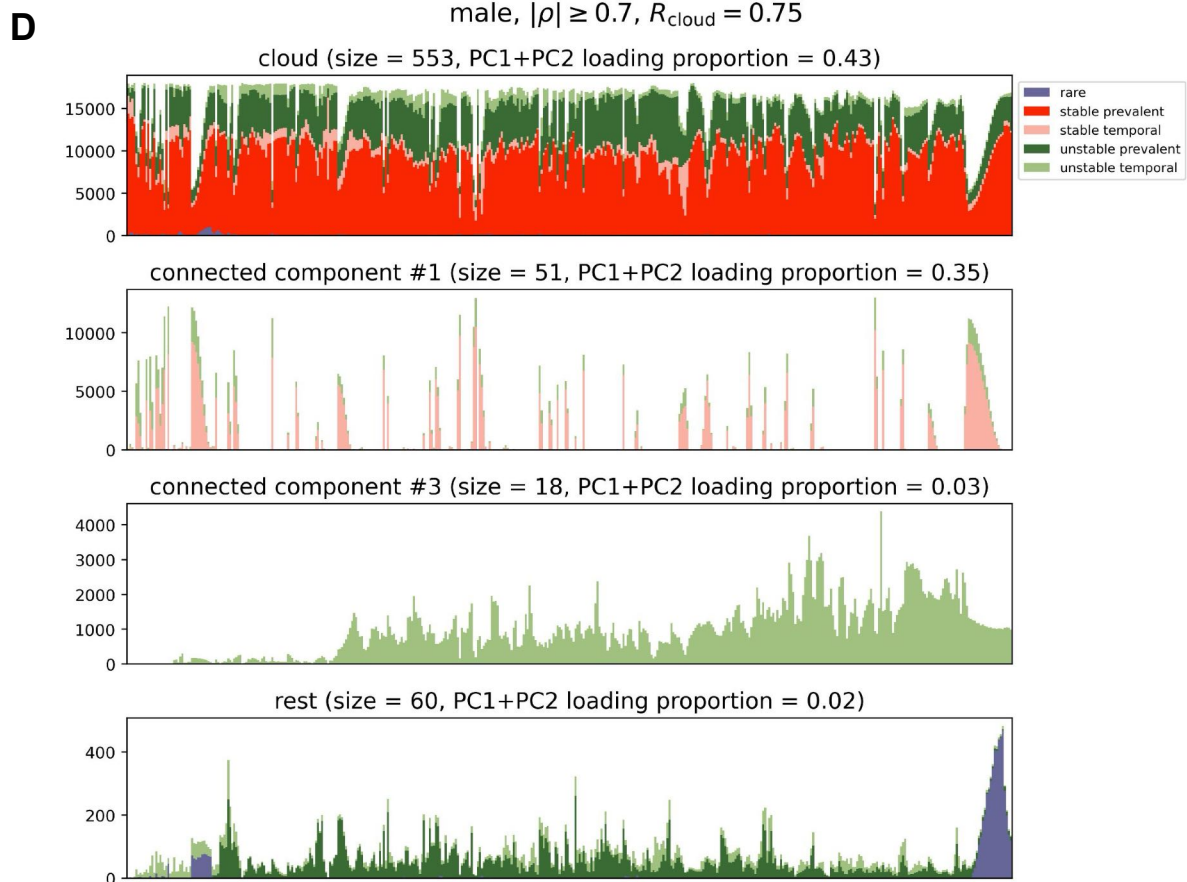 D
male, |ρ| ≥ 0.7, R_cloud = 0.75
cloud (size = 553, PC1+PC2 loading proportion = 0.43)
15000
10000
5000
0
rare
stable prevalent
stable temporal
unstable prevalent
unstable temporal
connected component #1 (size = 51, PC1+PC2 loading proportion = 0.35)
10000
5000
0
connected component #3 (size = 18, PC1+PC2 loading proportion = 0.03)
4000
3000
2000
1000
0
rest (size = 60, PC1+PC2 loading proportion = 0.02)
400
200
0